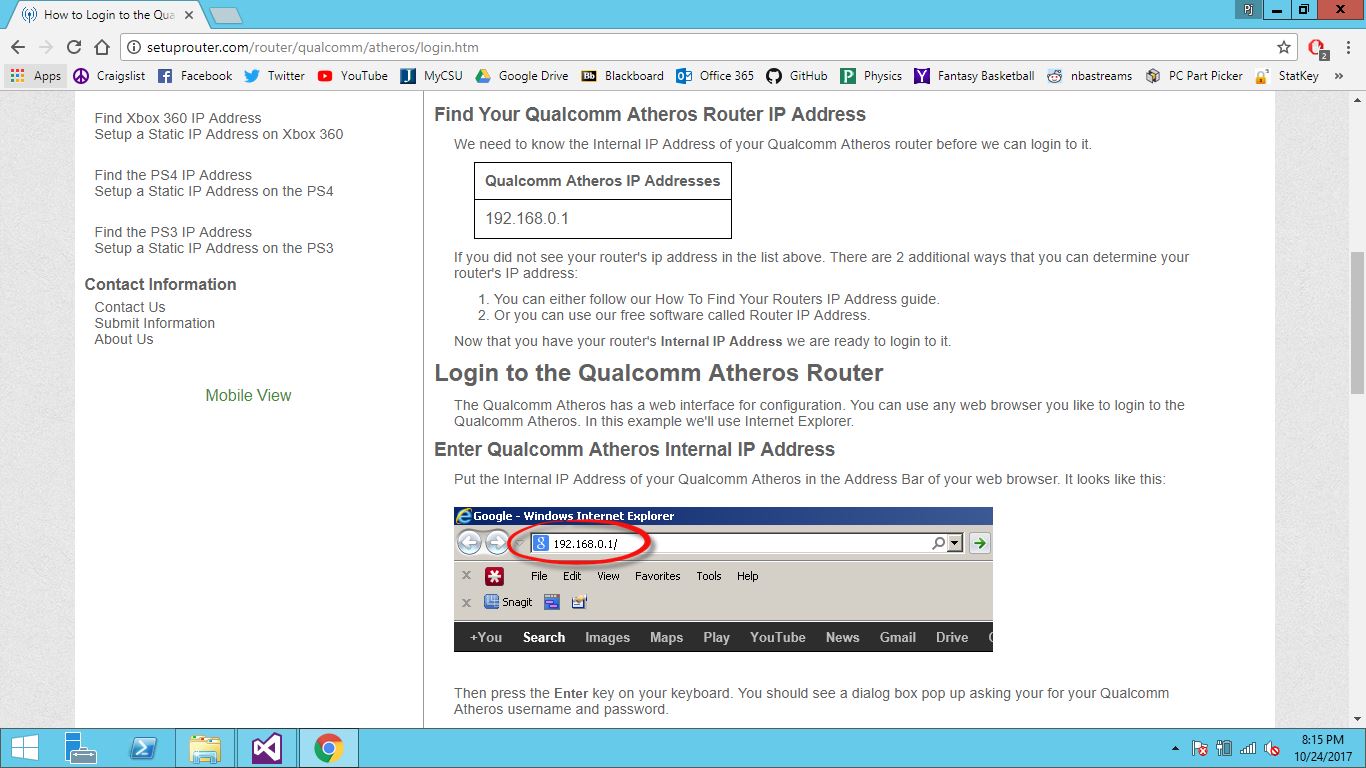 How to Login to the Qua
Pj
setuprouter.com/router/qualcomm/atheros/login.htm
2
Apps Craigslist Facebook Twitter YouTube MyCSU Google Drive Blackboard Office 365 GitHub Physics Fantasy Basketball nbastreams PC Part Picker StatKey »
Find Xbox 360 IP Address
Setup a Static IP Address on Xbox 360
Find the PS4 IP Address
Setup a Static IP Address on the PS4
Find the PS3 IP Address
Setup a Static IP Address on the PS3
Contact Information
Contact Us
Submit Information
About Us
Mobile View
Find Your Qualcomm Atheros Router IP Address
We need to know the Internal IP Address of your Qualcomm Atheros router before we can login to it.
Qualcomm Atheros IP Addresses
192.168.0.1
If you did not see your router's ip address in the list above. There are 2 additional ways that you can determine your
router's IP address:
1. You can either follow our How To Find Your Routers IP Address guide.
2. Or you can use our free software called Router IP Address.
Now that you have your router's Internal IP Address we are ready to login to it.
Login to the Qualcomm Atheros Router
The Qualcomm Atheros has a web interface for configuration. You can use any web browser you like to login to the
Qualcomm Atheros. In this example we'll use Internet Explorer.
Enter Qualcomm Atheros Internal IP Address
Put the Internal IP Address of your Qualcomm Atheros in the Address Bar of your web browser. It looks like this:
Google - Windows Internet Explorer
192.168.0.1/
File Edit View Favorites Tools Help
Snagit
+You Search Images Maps Play YouTube News Gmail Drive
Then press the Enter key on your keyboard. You should see a dialog box pop up asking your for your Qualcomm
Atheros username and password.
8:15 PM
10/24/2017